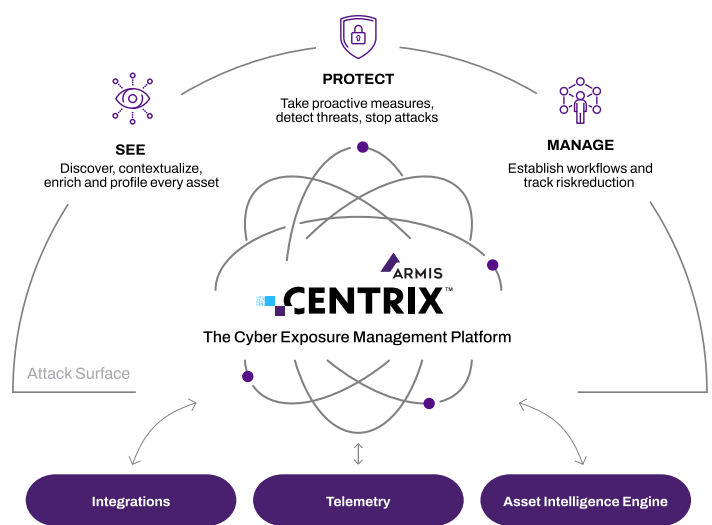 PROTECT
Take proactive measures,
detect threats, stop attacks
SEE
Discover, contextualize,
enrich and profile every asset
MANAGE
Establish workflows and
track riskreduction
ARMIS
CENTRIX™
The Cyber Exposure Management Platform
Attack Surface
Integrations
Telemetry
Asset Intelligence Engine